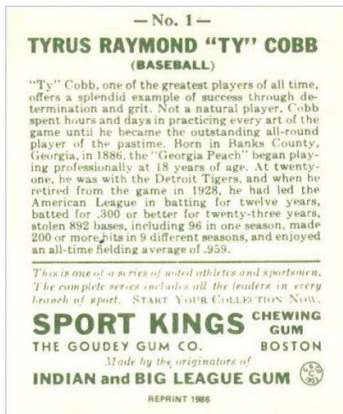 — No. 1 —
TYRUS RAYMOND "TY" COBB
(BASEBALL)
"Ty" Cobb, one of the greatest players of all time,
offers a splendid example of success through de-
termination and grit. Not a natural player, Cobb
spent hours and days in practicing every art of the
game until he became the outstanding all-round
player of the pastime. Born in Banks County,
Georgia, in 1886, the "Georgia Peach" began play-
ing professionally at 18 years of age. At twenty-
one, he was with the Detroit Tigers, and when he
retired from the game in 1928, he had led the
American League in batting for twelve years,
batted for .300 or better for twenty-three years,
stolen 892 bases, including 96 in one season, made
200 or more hits in 9 different seasons, and enjoyed
an all-time fielding average of .959.
This is one of a series of noted athletes and sportsmen.
The complete series includes all the leaders in every
branch of sport. START YOUR COLLECTION NOW.
SPORT KINGS CHEWING GUM
THE GOUDEY GUM CO. BOSTON
Made by the originators of
INDIAN and BIG LEAGUE GUM
REPRINT 1986